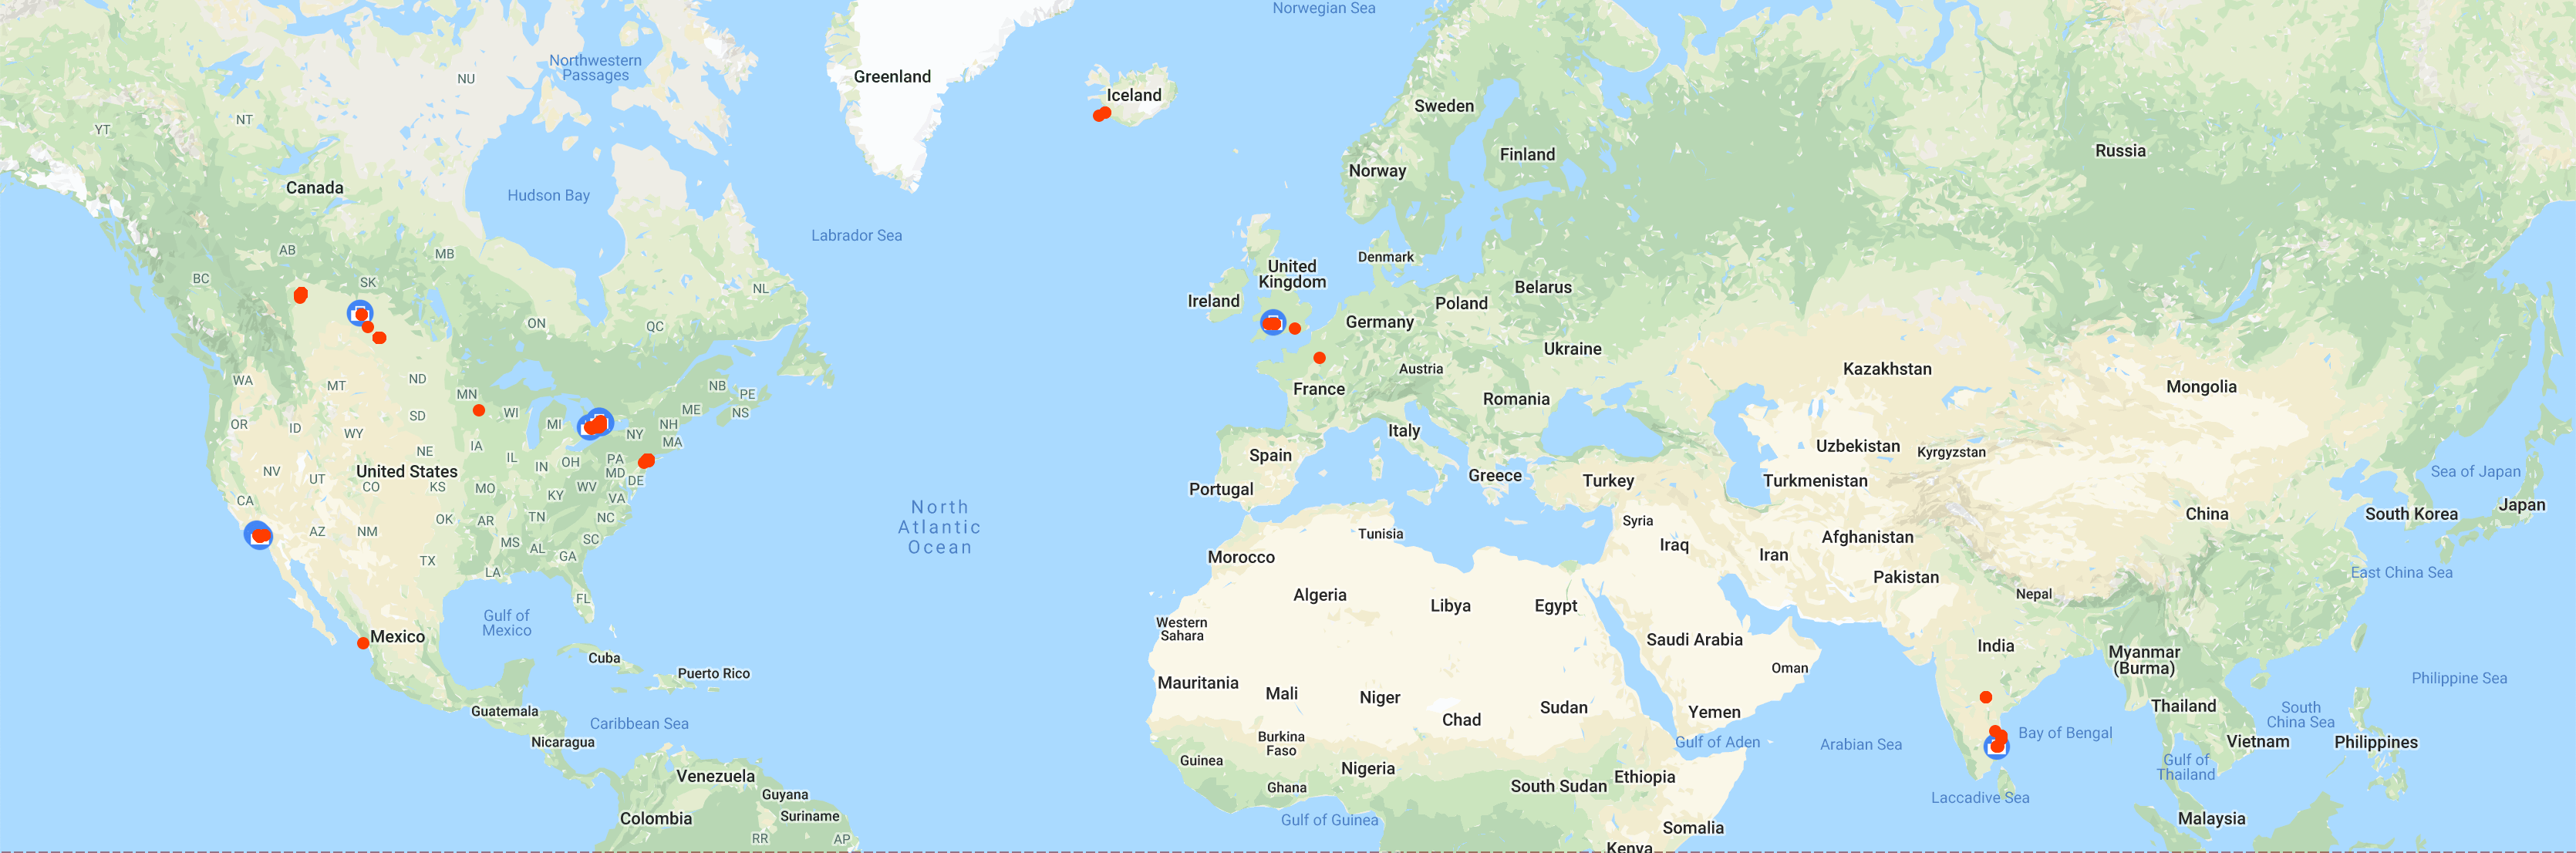 Norwegian Sea
Northwestern
Passages
NU
Greenland
Iceland
Sweden
NT
YT
Finland
Russia
Norway
Canada
Hudson Bay
Labrador Sea
AB
MB
Denmark
BC
SK
NL
United
Kingdom
Belarus
Ireland
Poland
ON
QC
Germany
Ukraine
Austria
Kazakhstan
WA
MT
ND
NB
PE
France
Mongolia
MN
Romania
SD
WI
ME
NS
OR
ID
MI
NH
WY
NY
MA
Italy
Uzbekistan
Kyrgyzstan
NE
IA
Spain
IL
IN
OH
PA
MD
Greece
Turkey
Turkmenistan
Sea of Japan
NV
UT
United States
CO
KS
MO
KY
WV
DE
VA
Portugal
CA
Japan
North
Atlantic
Ocean
OK
AR
TN
NC
Syria
China
South Korea
AZ
NM
MS
AL
GA
SC
Tunisia
Iraq
Afghanistan
Morocco
Iran
TX
LA
Pakistan
East China Sea
FL
Algeria
Libya
Egypt
Nepal
Gulf of
Mexico
Western
Sahara
Mexico
Saudi Arabia
India
Cuba
Oman
Myanmar
(Burma)
Puerto Rico
Mauritania
Mali
Niger
Philippine Sea
Guatemala
Caribbean Sea
Chad
Sudan
Yemen
Thailand
South
China Sea
Nicaragua
Burkina
Faso
Gulf of Aden
Arabian Sea
Bay of Bengal
Vietnam
Philippines
Guinea
Nigeria
Gulf of
Thailand
Venezuela
Ghana
South Sudan
Ethiopia
Guyana
Laccadive Sea
Colombia
Suriname
Gulf of Guinea
Somalia
Malaysia
RR
AP
Kenya